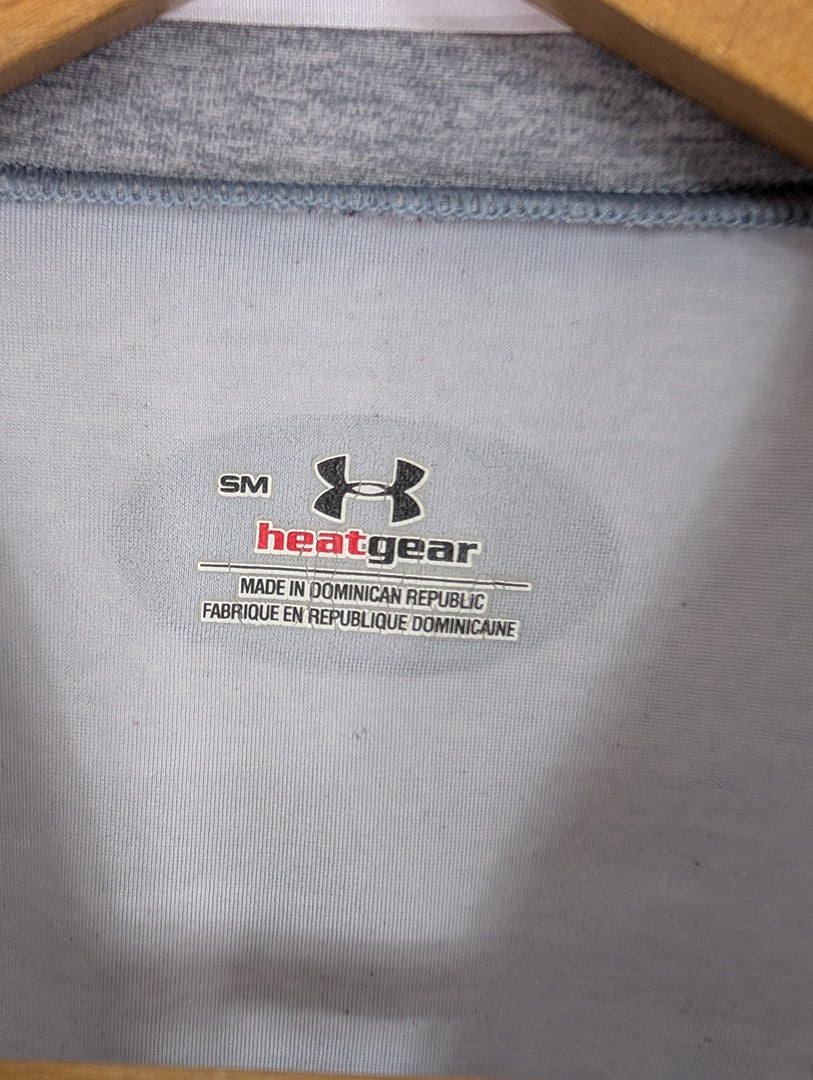 SM
heatgear
MADE IN DOMINICAN REPUBLIC
FABRIQUE EN REPUBLIQUE DOMINICAINE